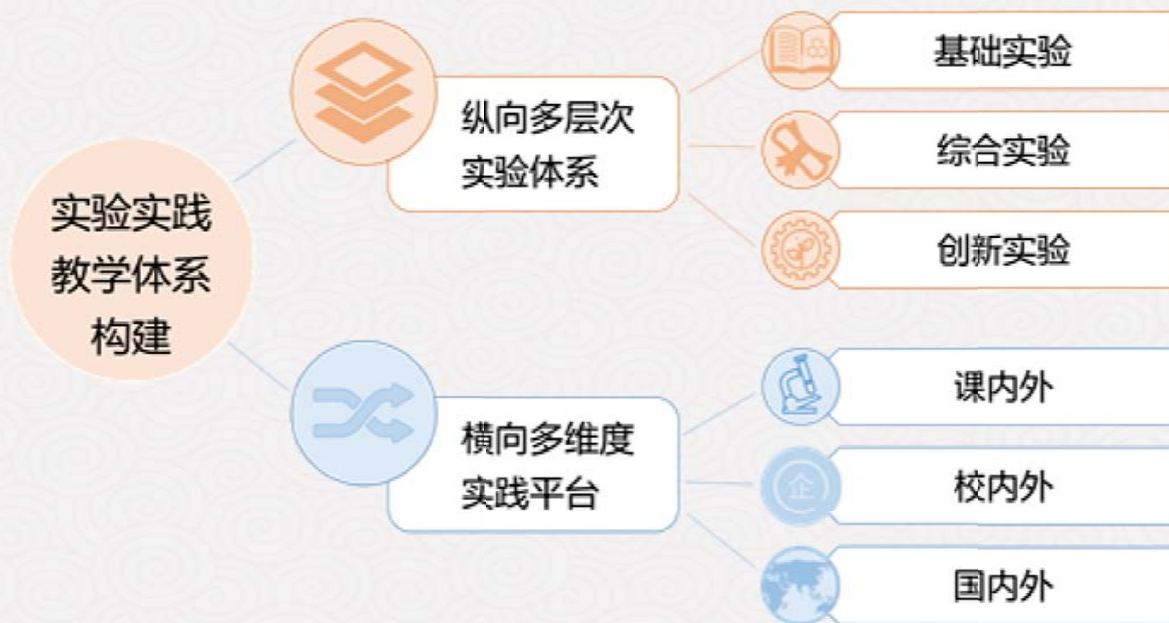 实验实践
教学体系
构建
纵向多层次
实验体系
基础实验
综合实验
创新实验
横向多维度
实践平台
课内外
企
校内外
国内外